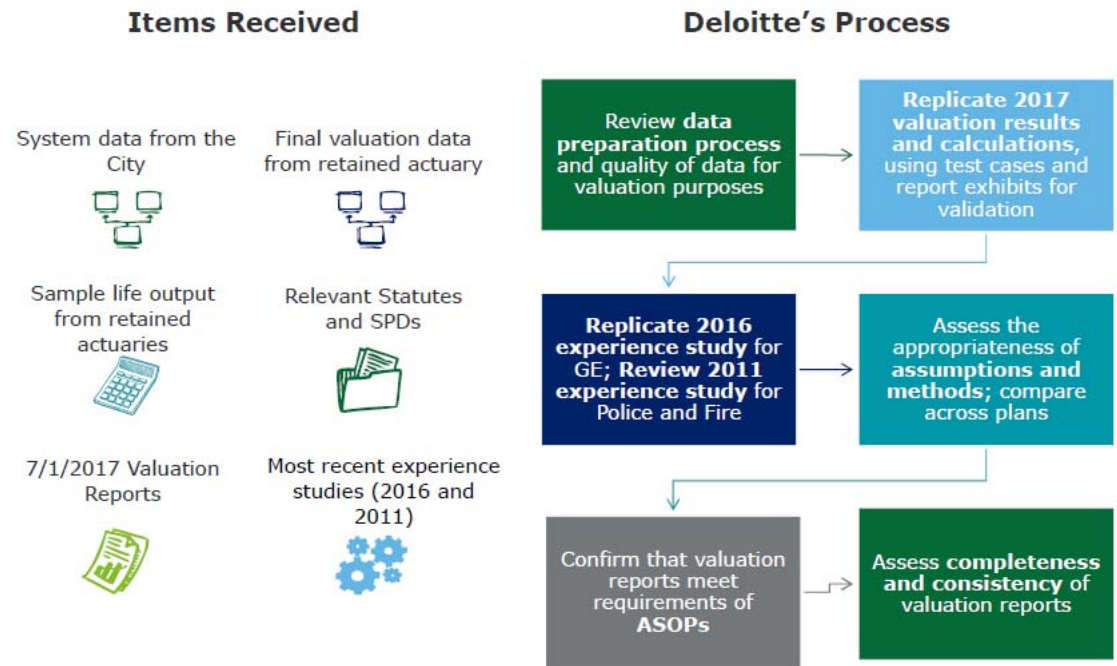 Items Received
System data from the
City
Final valuation data
from retained actuary
Sample life output
from retained
actuaries
Relevant Statutes
and SPDs
7/1/2017 Valuation
Reports
Most recent experience
studies (2016 and
2011)
Deloitte's Process
Review data
preparation process
and quality of data for
valuation purposes
Replicate 2017
valuation results
and calculations,
using test cases and
report exhibits for
validation
Replicate 2016
experience study for
GE; Review 2011
experience study for
Police and Fire
Assess the
appropriateness of
assumptions and
methods; compare
across plans
Confirm that valuation
reports meet
requirements of
ASOPs
Assess completeness
and consistency of
valuation reports